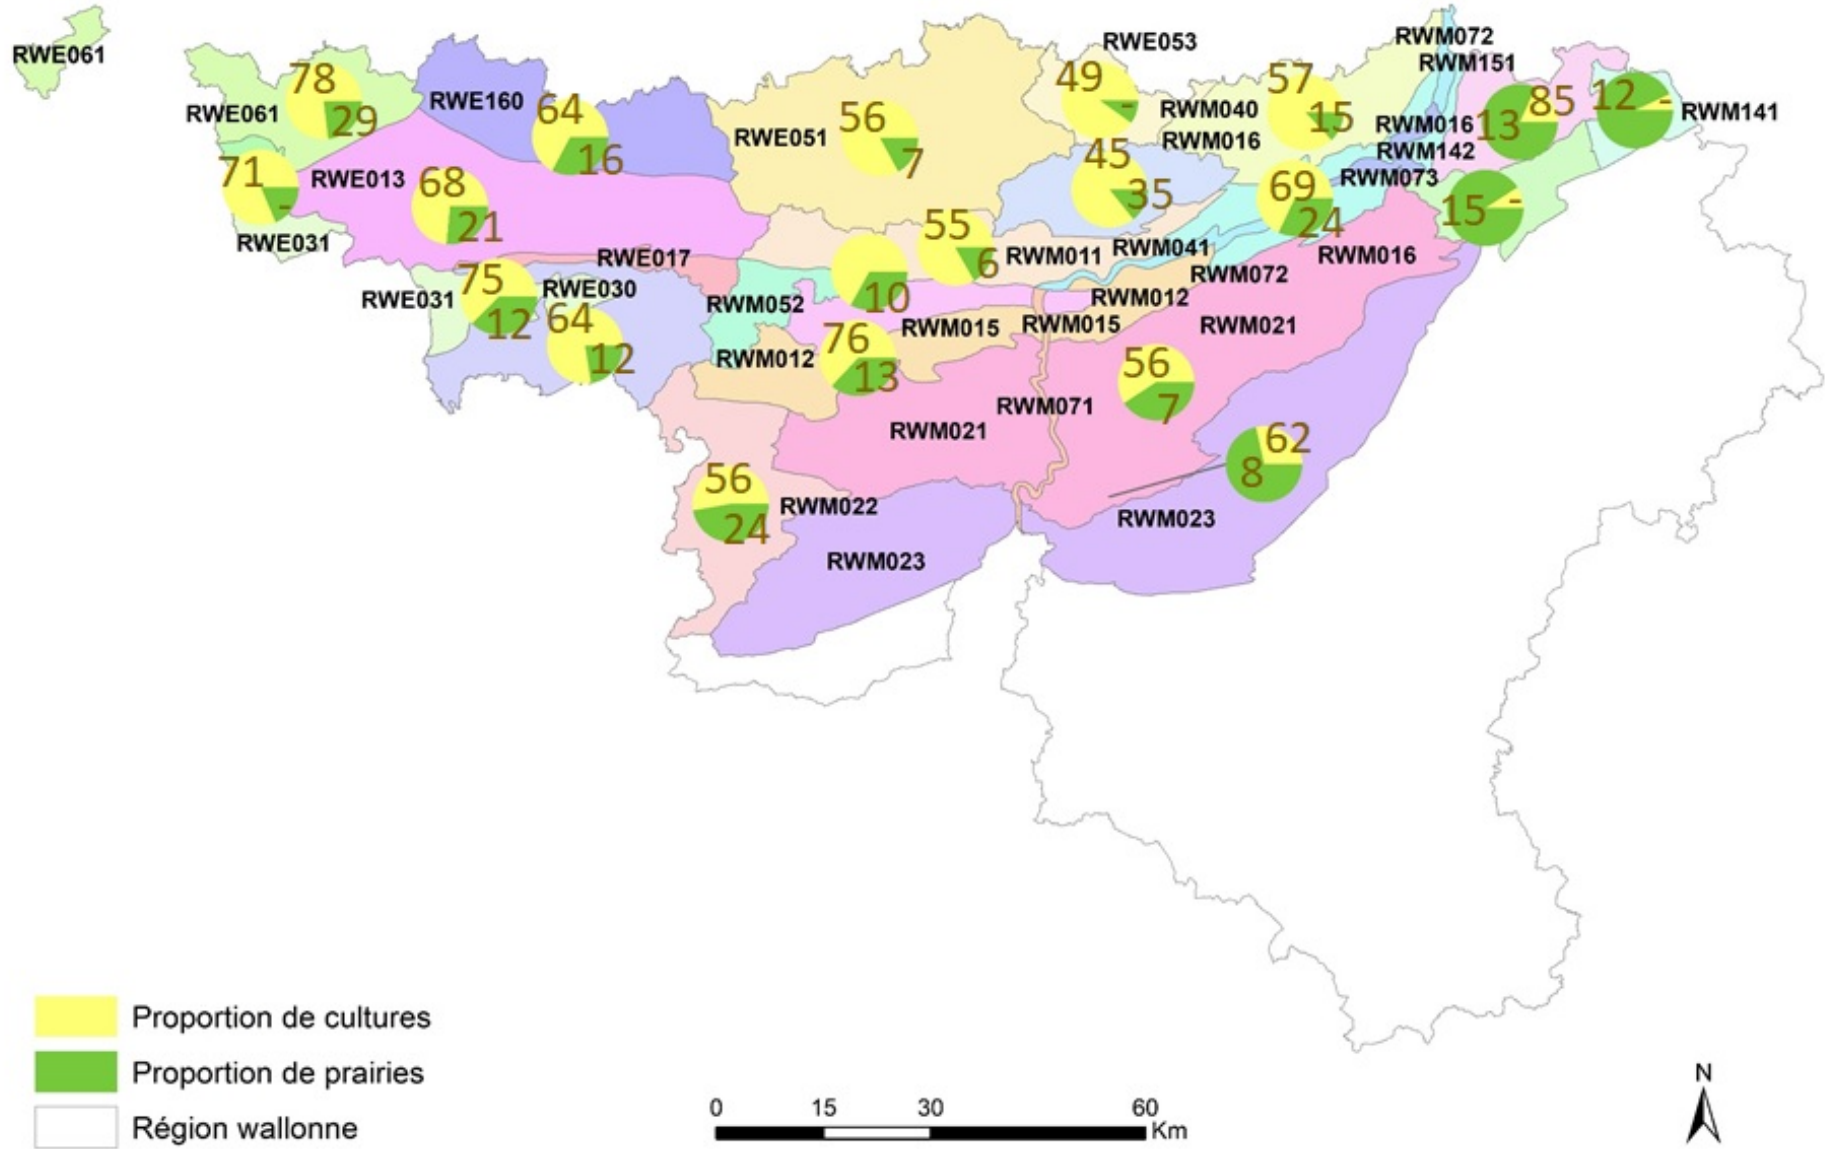 RWE061
RWE053
RWM072
RWM151
78
29
RWE061
RWE160
64
16
RWE051
56
7
49
-
RWM040
RWM016
57
15
RWM016
RWM142
RWM073
13
85
12
-
RWM141
71
-
RWE013
68
21
45
35
69
24
15
-
RWE031
RWE017
55
6
RWM011
RWM041
RWM072
RWM016
RWE031
75
12
RWE030
64
12
RWM052
10
RWM012
RWM015
RWM015
RWM012
RWM021
76
13
56
7
RWM071
RWM021
62
8
56
24
RWM022
RWM023
RWM023
Proportion de cultures
Proportion de prairies
Région wallonne
0 15 30 60
Km
N